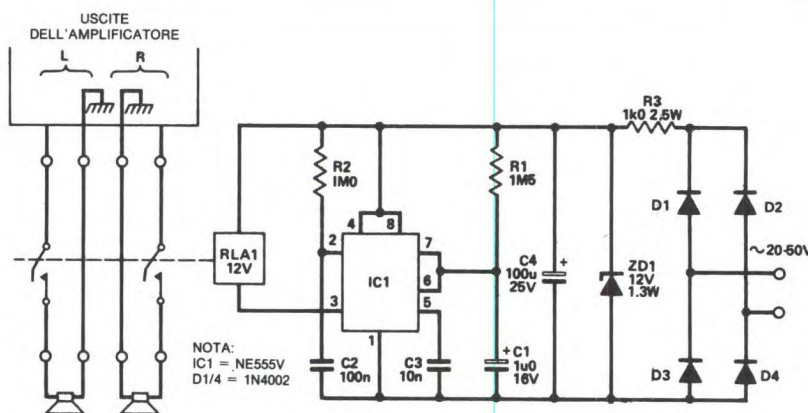 USCITE
DELL'AMPLIFICATORE
L
R
R3
1k0 2,5W
R2
1M0
R1
1M5
D1
D2
4
8
2
7
RLA1
12V
C4
100u
25V
+
ZD1
12V
1.3W
~20-50V
6
IC1
3
5
1
NOTA:
IC1 = NE555V
D1/4 = 1N4002
C2
100n
C3
10n
+
C1
1u0
16V
D3
D4